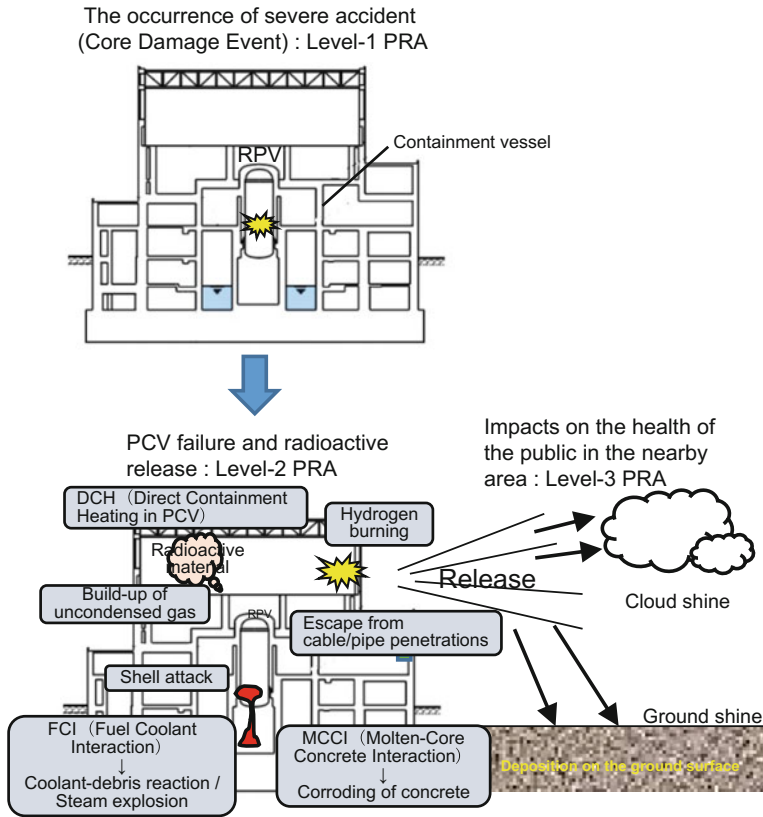 The occurrence of severe accident
(Core Damage Event) : Level-1 PRA
RPV
Containment vessel
PCV failure and radioactive
release : Level-2 PRA
Impacts on the health of
the public in the nearby
area : Level-3 PRA
DCH（Direct Containment
Heating in PCV）
Hydrogen
burning
Radioactive
material
Release
Build-up of
uncondensed gas
Cloud shine
RPV
Escape from
cable/pipe penetrations
Shell attack
Ground shine
FCI（Fuel Coolant
Interaction）
↓
Coolant-debris reaction /
Steam explosion
MCCI（Molten-Core
Concrete Interaction）
↓
Corroding of concrete
Deposition on the ground surface